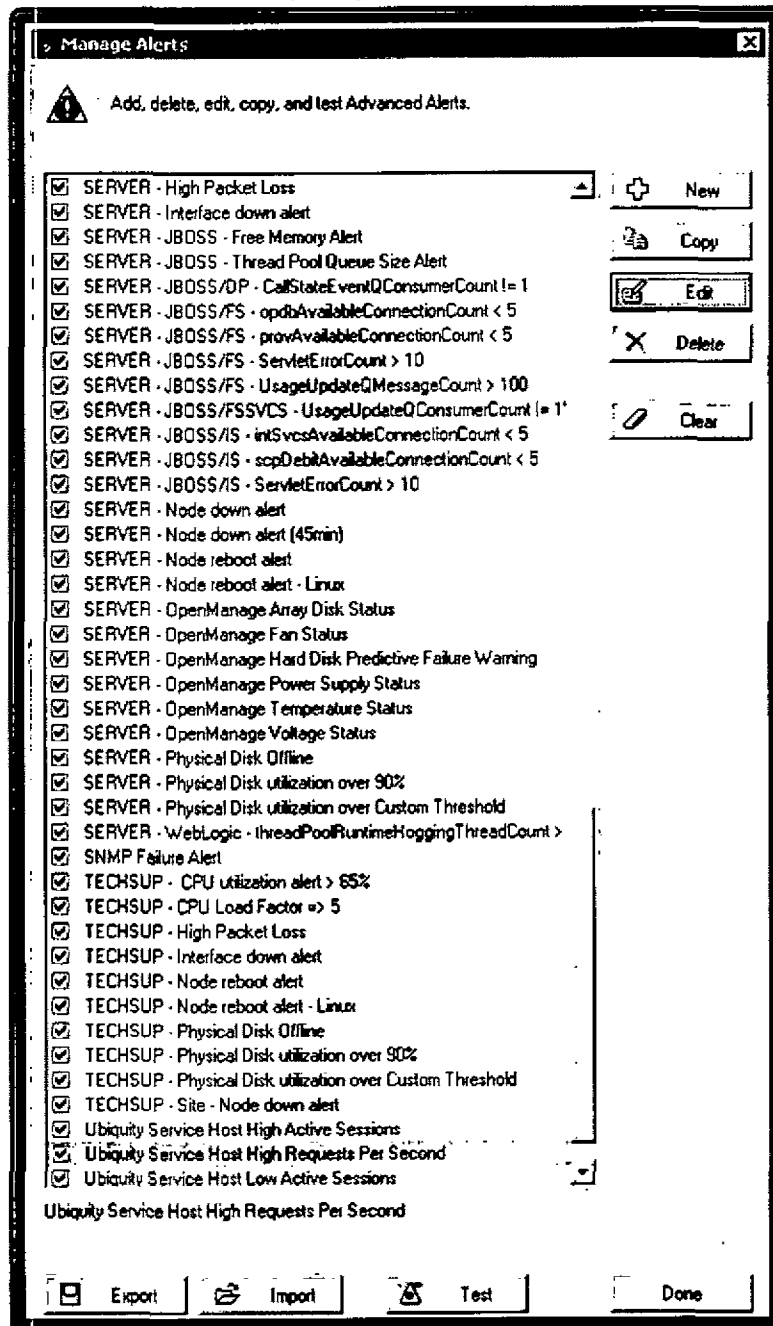 Manage Alerts
Add, delete, edit, copy, and test Advanced Alerts.
SERVER - High Packet Loss
SERVER - Interface down alert
SERVER - JBOSS - Free Memory Alert
SERVER - JBOSS - Thread Pool Queue Size Alert
SERVER - JBOSS/DP - CallStateEventQConsumerCount != 1
SERVER - JBOSS/FS - opdbAvailableConnectionCount < 5
SERVER - JBOSS/FS - provAvailableConnectionCount < 5
SERVER - JBOSS/FS - ServletErrorCount > 10
SERVER - JBOSS/FS - UsageUpdateQMessageCount > 100
SERVER - JBOSS/FSSVCS - UsageUpdateQConsumerCount != 1"
SERVER - JBOSS/IS - intSvcsAvailableConnectionCount < 5
SERVER - JBOSS/IS - scpDebitAvailableConnectionCount < 5
SERVER - JBOSS/IS - ServletErrorCount > 10
SERVER - Node down alert
SERVER - Node down alert (45min)
SERVER - Node reboot alert
SERVER - Node reboot alert - Linux
SERVER - OpenManage Array Disk Status
SERVER - OpenManage Fan Status
SERVER - OpenManage Hard Disk Predictive Failure Warning
SERVER - OpenManage Power Supply Status
SERVER - OpenManage Temperature Status
SERVER - OpenManage Voltage Status
SERVER - Physical Disk Offline
SERVER - Physical Disk utilization over 90%
SERVER - Physical Disk utilization over Custom Threshold
SERVER - WebLogic - threadPoolRuntimeHoggingThreadCount >
SNMP Failure Alert
TECHSUP - CPU utilization alert > 85%
TECHSUP - CPU Load Factor => 5
TECHSUP - High Packet Loss
TECHSUP - Interface down alert
TECHSUP - Node reboot alert
TECHSUP - Node reboot alert - Linux
TECHSUP - Physical Disk Offline
TECHSUP - Physical Disk utilization over 90%
TECHSUP - Physical Disk utilization over Custom Threshold
TECHSUP - Site - Node down alert
Ubiquity Service Host High Active Sessions
Ubiquity Service Host High Requests Per Second
Ubiquity Service Host Low Active Sessions
New
Copy
Edit
Delete
Clear
Ubiquity Service Host High Requests Per Second
Export
Import
Test
Done